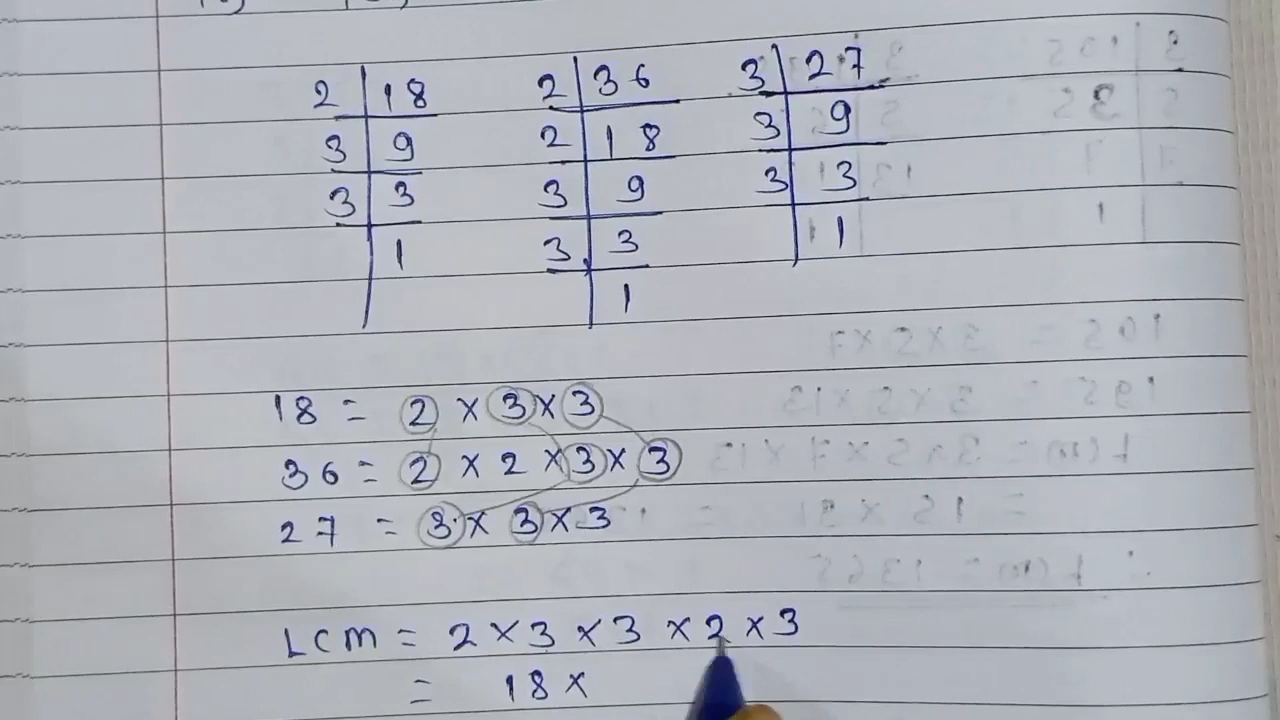 2 | 18    2 | 36    3 | 27
3 | 9    2 | 18    3 | 9
3 | 3    3 | 9    3 | 3
1    3 | 3    1
1
18 = 2 × 3 × 3
36 = 2 × 2 × 3 × 3
27 = 3 × 3 × 3
LCM = 2 × 3 × 3 × 2 × 3
= 18 ×